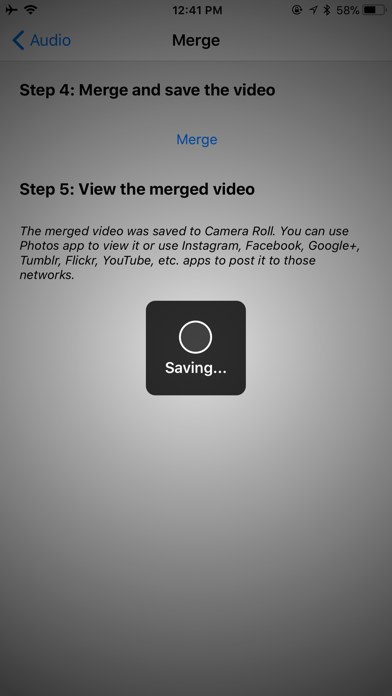 12:41 PM
58%
Audio
Merge
Step 4: Merge and save the video
Merge
Step 5: View the merged video
The merged video was saved to Camera Roll. You can use
Photos app to view it or use Instagram, Facebook, Google+,
Tumblr, Flickr, YouTube, etc. apps to post it to those
networks.
Saving...